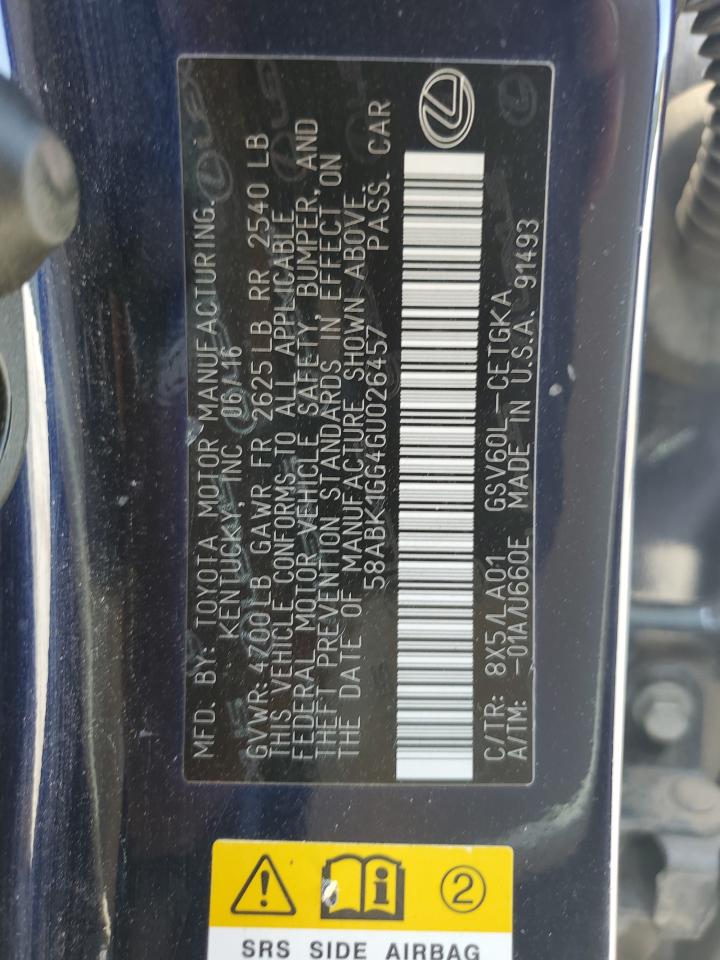 MFD. BY: TOYOTA MOTOR MANUFACTURING.
KENTUCKY, INC 06/16
GVWR: 4700LB GAWR FR 2625LB RR 2540 LB
THIS VEHICLE CONFORMS TO ALL APPLICABLE
FEDERAL MOTOR VEHICLE SAFETY, BUMPER, AND
THEFT PREVENTION STANDARDS IN EFFECT ON
THE DATE OF MANUFACTURE SHOWN ABOVE.
58ABK1GG4GU026457 PASS. CAR
C/TR: 8X5/LA01 GSV60L-CETGKA
A/TM: -01A/U660E MADE IN U.S.A. 91493
2
SRS SIDE AIRBAG